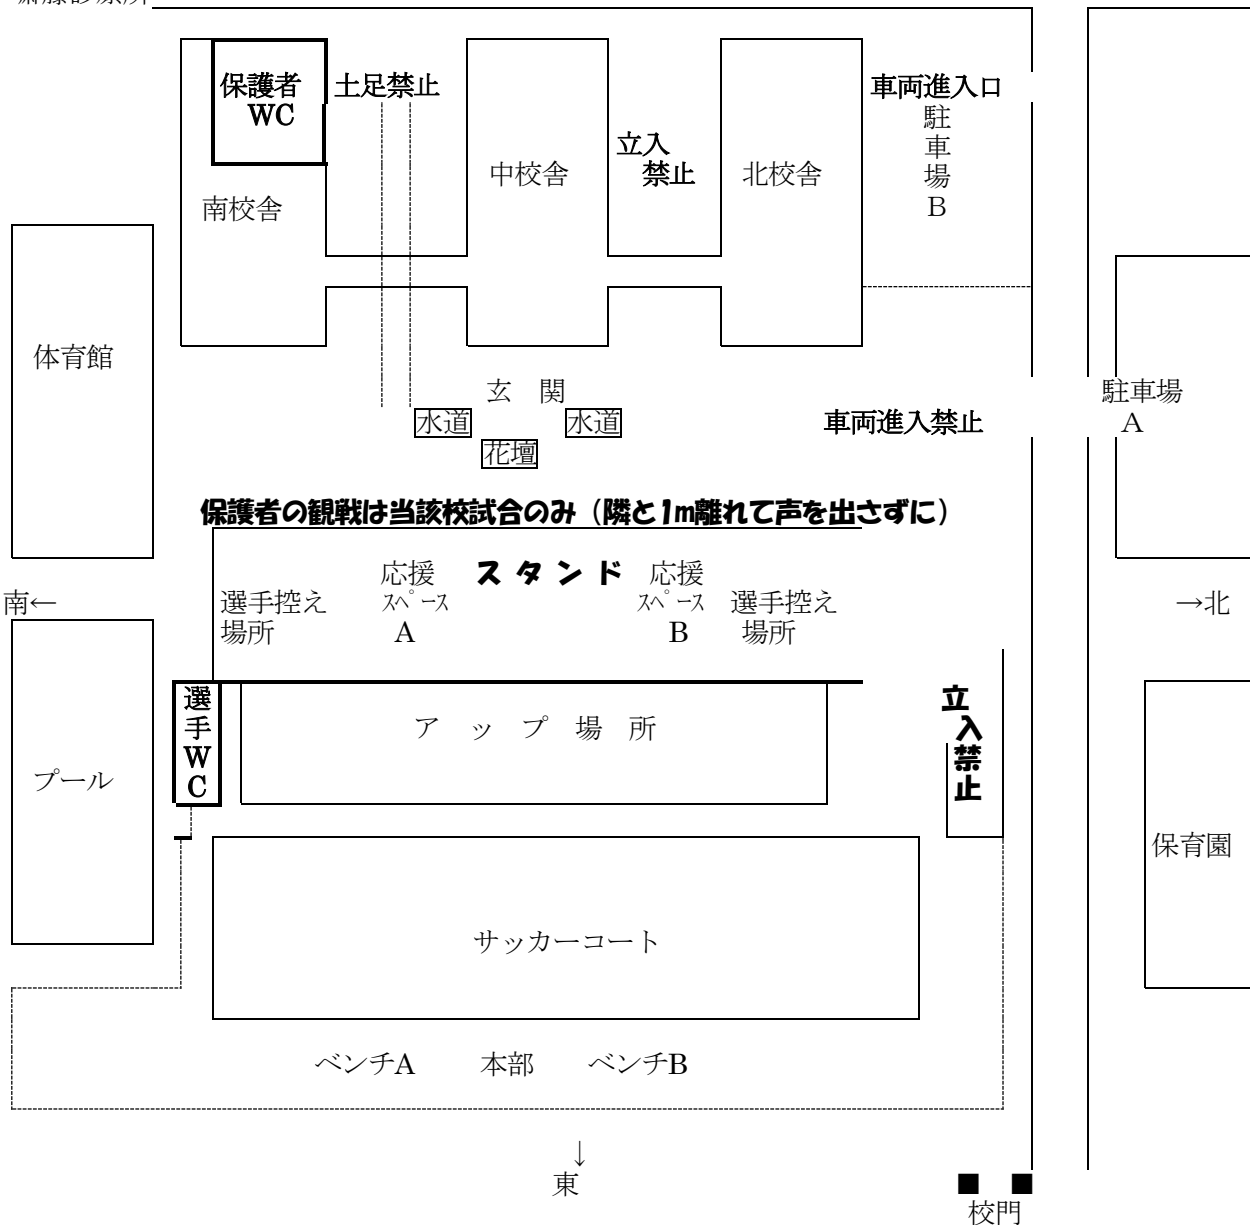 保護者
WC
土足禁止
立入
禁止
中校舎
北校舎
南校舎
車両進入口
駐車場B
体育館
玄 関
水道
水道
花壇
車両進入禁止
駐車場
A
保護者の観戦は当該校試合のみ（隣と1m離れて声を出さずに）
スタンド
応援
ｽﾍﾟｰｽ
A
応援
ｽﾍﾟｰｽ
B
選手控え
場所
選手控え
場所
南←
→北
選手WC
アップ場所
立入禁止
プール
保育園
サッカーコート
ベンチA
本部
ベンチB
↓
東
校門